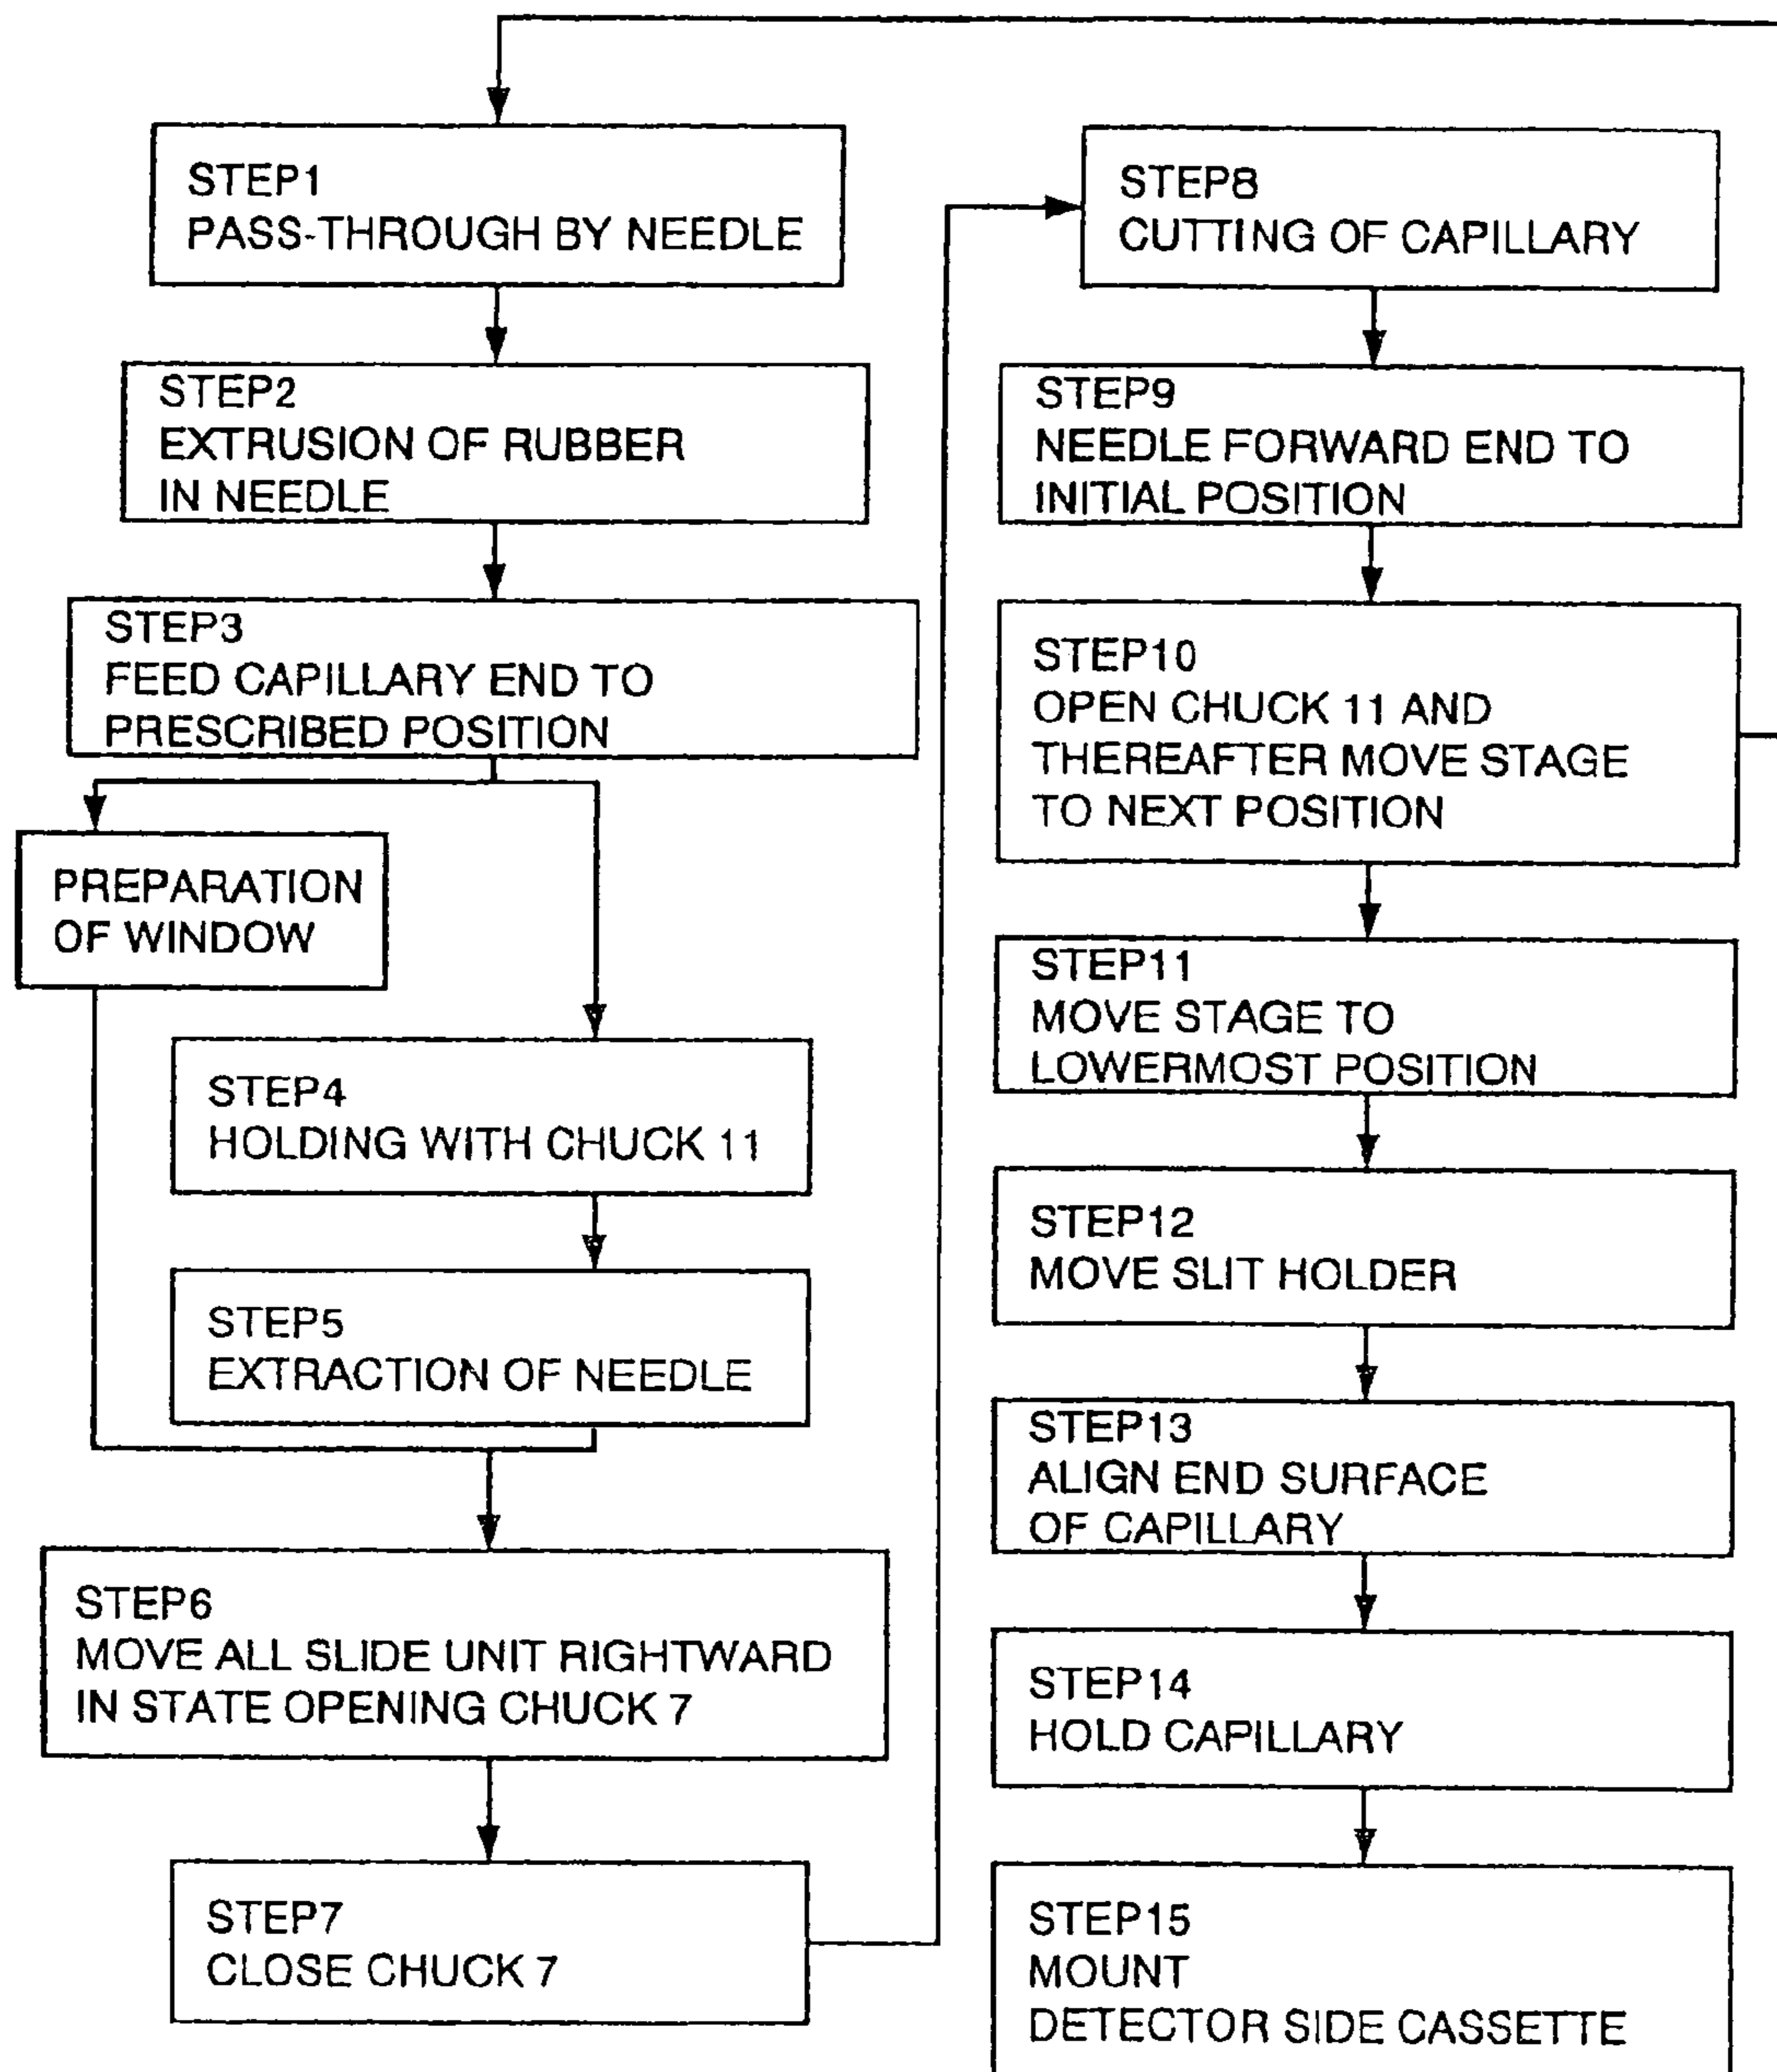 STEP1
PASS-THROUGH BY NEEDLE
STEP2
EXTRUSION OF RUBBER
IN NEEDLE
STEP3
FEED CAPILLARY END TO
PRESCRIBED POSITION
PREPARATION
OF WINDOW
STEP4
HOLDING WITH CHUCK 11
STEP5
EXTRACTION OF NEEDLE
STEP6
MOVE ALL SLIDE UNIT RIGHTWARD
IN STATE OPENING CHUCK 7
STEP7
CLOSE CHUCK 7
STEP8
CUTTING OF CAPILLARY
STEP9
NEEDLE FORWARD END TO
INITIAL POSITION
STEP10
OPEN CHUCK 11 AND
THEREAFTER MOVE STAGE
TO NEXT POSITION
STEP11
MOVE STAGE TO
LOWERMOST POSITION
STEP12
MOVE SLIT HOLDER
STEP13
ALIGN END SURFACE
OF CAPILLARY
STEP14
HOLD CAPILLARY
STEP15
MOUNT
DETECTOR SIDE CASSETTE